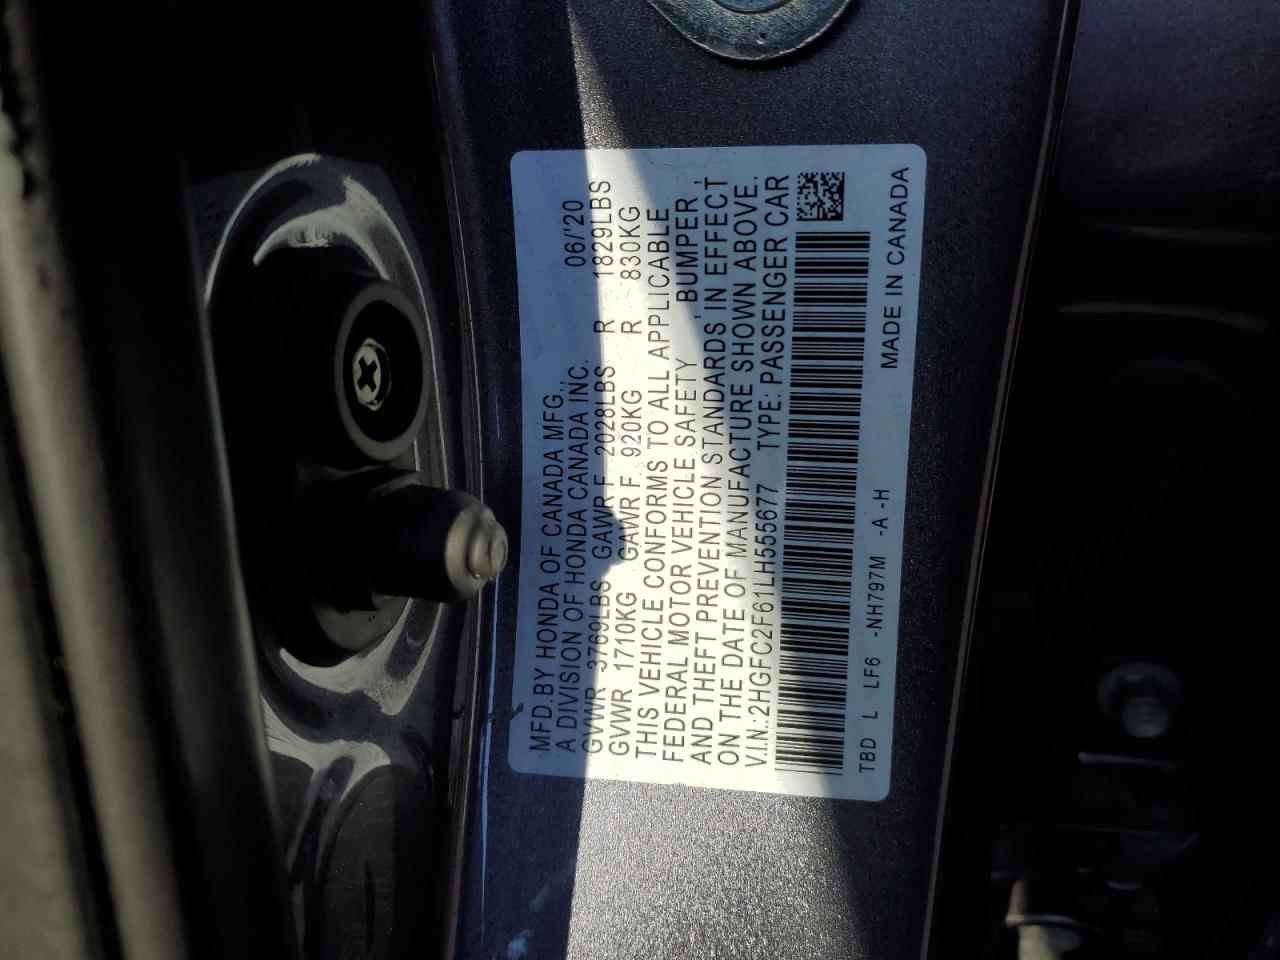 MFD. BY HONDA OF CANADA MFG.,
A DIVISION OF HONDA CANADA INC. 06/'20
GVWR 3769LBS GAWR F 2028LBS R 1829LBS
GVWR 1710KG GAWR F 920KG R 830KG
THIS VEHICLE CONFORMS TO ALL APPLICABLE
FEDERAL MOTOR VEHICLE SAFETY , BUMPER ,
AND THEFT PREVENTION STANDARDS IN EFFECT
ON THE DATE OF MANUFACTURE SHOWN ABOVE.
V.I.N.: 2HGFC2F61LH555677 TYPE: PASSENGER CAR
TBD L LF6 -NH797M -A -H MADE IN CANADA